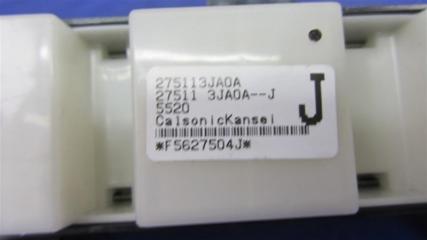 275113JA0A
27511 3JA0A--J
5520
CalsonicKansei
*F5627504J*
J